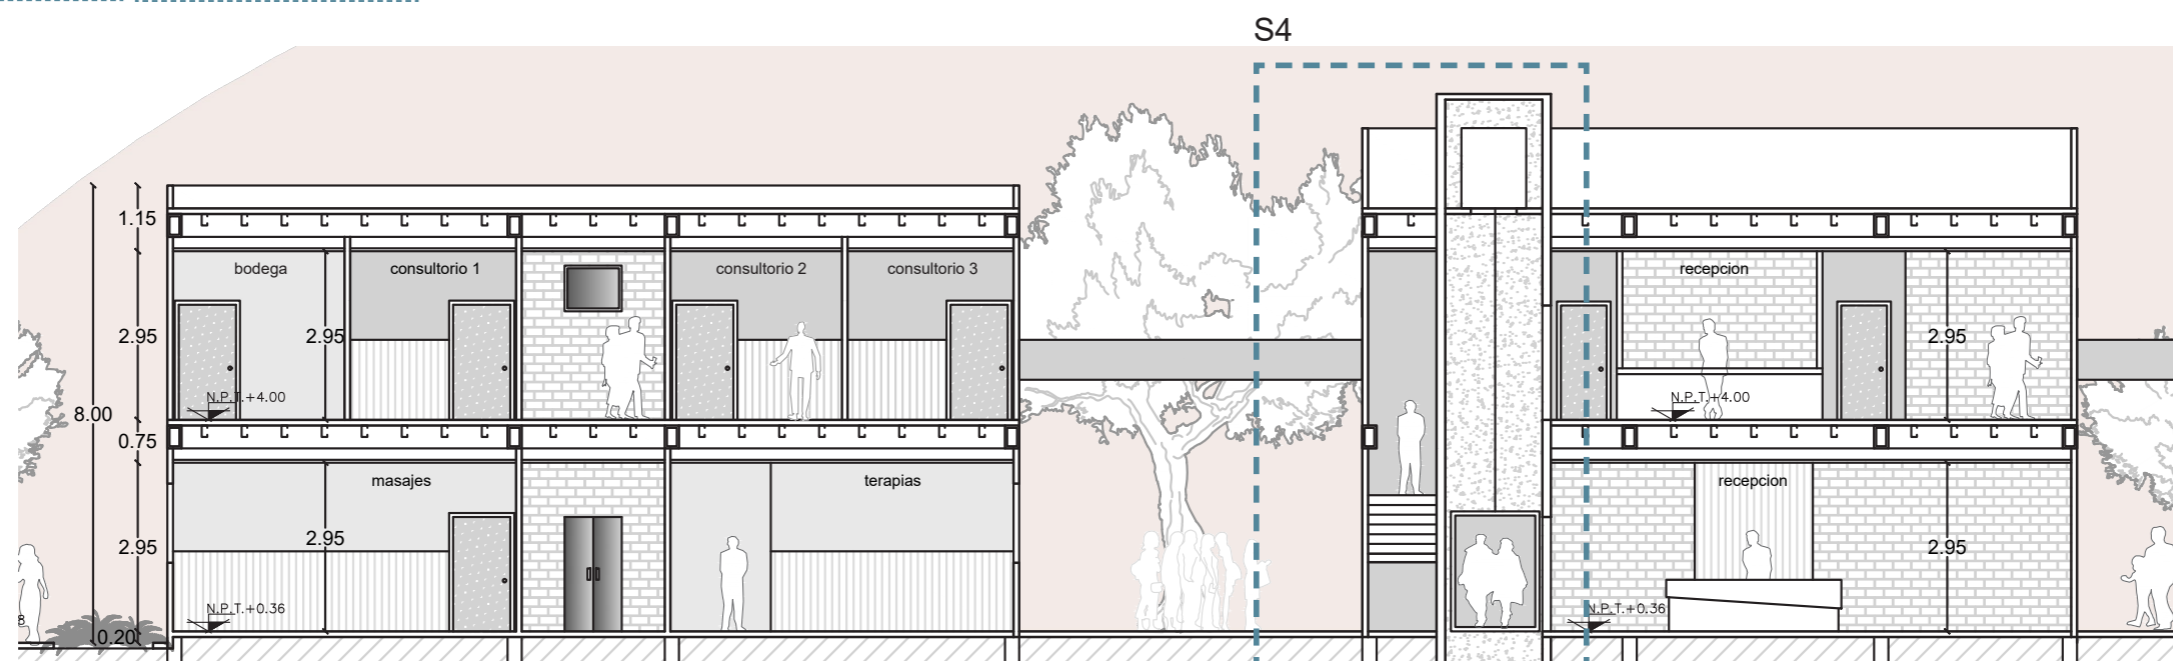 S4
1.15
bodega
consultorio 1
consultorio 2
consultorio 3
recepcion
2.95
2.95
2.95
N.P.T.+4.00
N.P.T.+4.00
8.00
0.75
masajes
terapias
recepcion
2.95
2.95
2.95
N.P.T.+0.36
N.P.T.+0.36
8
0.20